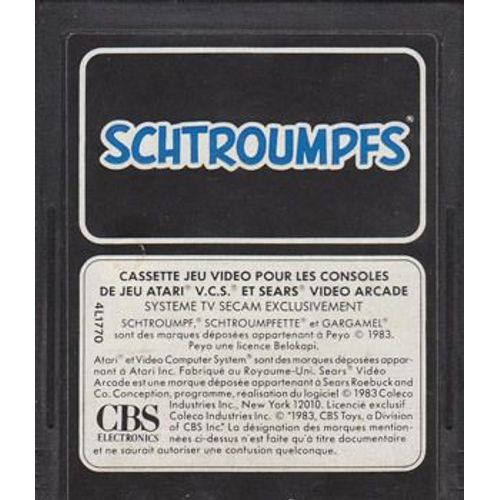 SCHTROUMPFS®
CASSETTE JEU VIDEO POUR LES CONSOLES
DE JEU ATARI® V.C.S.® ET SEARS® VIDEO ARCADE
SYSTEME TV SECAM EXCLUSIVEMENT
SCHTROUMPF,® SCHTROUMPFETTE® et GARGAMEL®
sont des marques déposées appartenant à Peyo © 1983.
Peyo une licence Belokapi.
Atari® et Video Computer System® sont des marques déposées appar-
nant à Atari Inc. Fabriqué au Royaume-Uni. Sears® Vidéo
Arcade est une marque déposée appartenant à Sears Roebuck and
Co. Conception, programme, réalisation du logiciel © 1983 Coleco
Industries Inc., New York 12010. Licencié exclusif
Coleco Industries Inc. © "1983, CBS Toys, a Division
of CBS Inc." La désignation des marques mention-
nées ci-dessus n'est faite qu'à titre documentaire
et ne saurait autoriser une confusion quelconque.
CBS
ELECTRONICS
4L1770